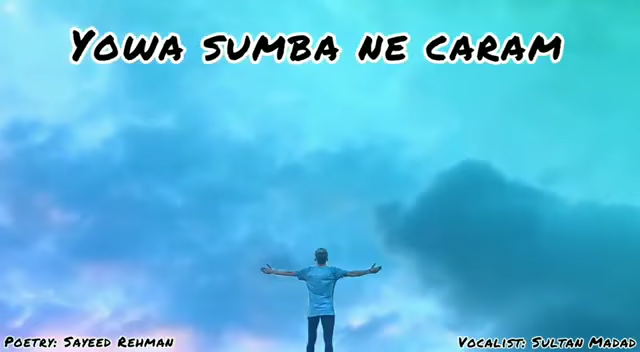 Yowa sumba ne caram
Poetry: Sayeed Rehman
Vocalist: Sultan Madad